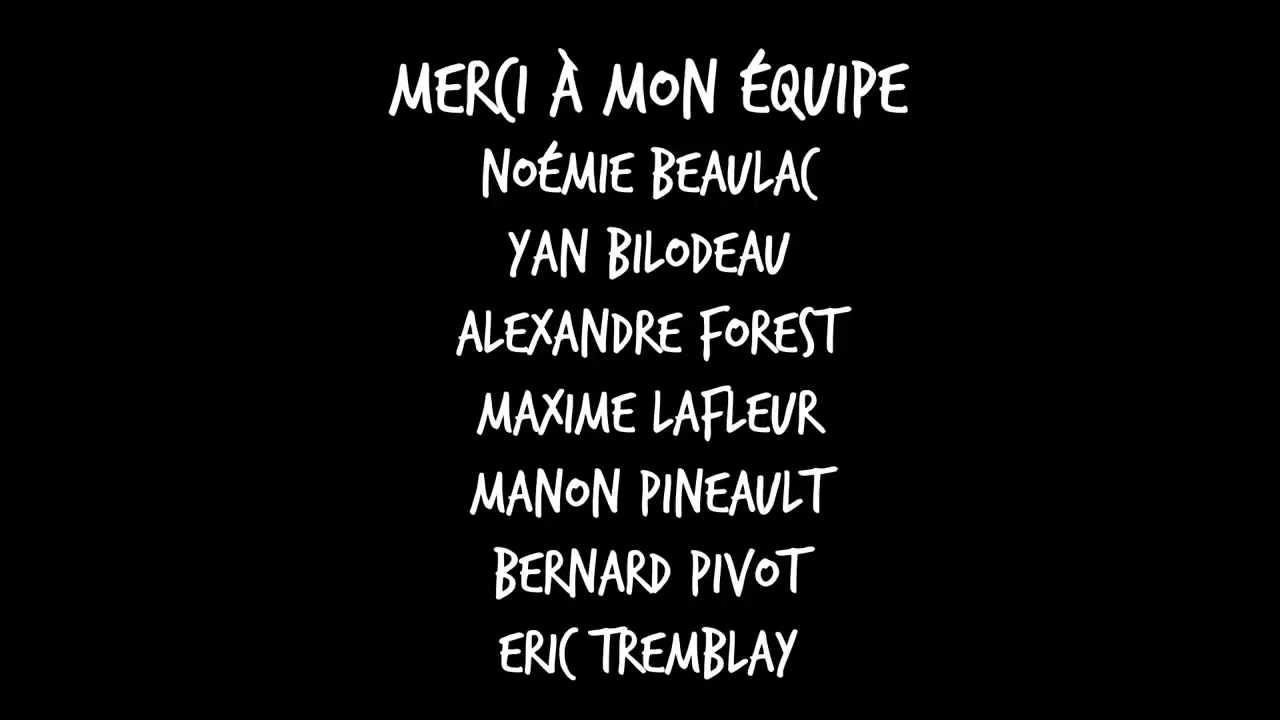 MERCI À MON ÉQUIPE
NOÉMIE BEAULAC
YAN BILODEAU
ALEXANDRE FOREST
MAXIME LAFLEUR
MANON PINEAULT
BERNARD PIVOT
ERIC TREMBLAY